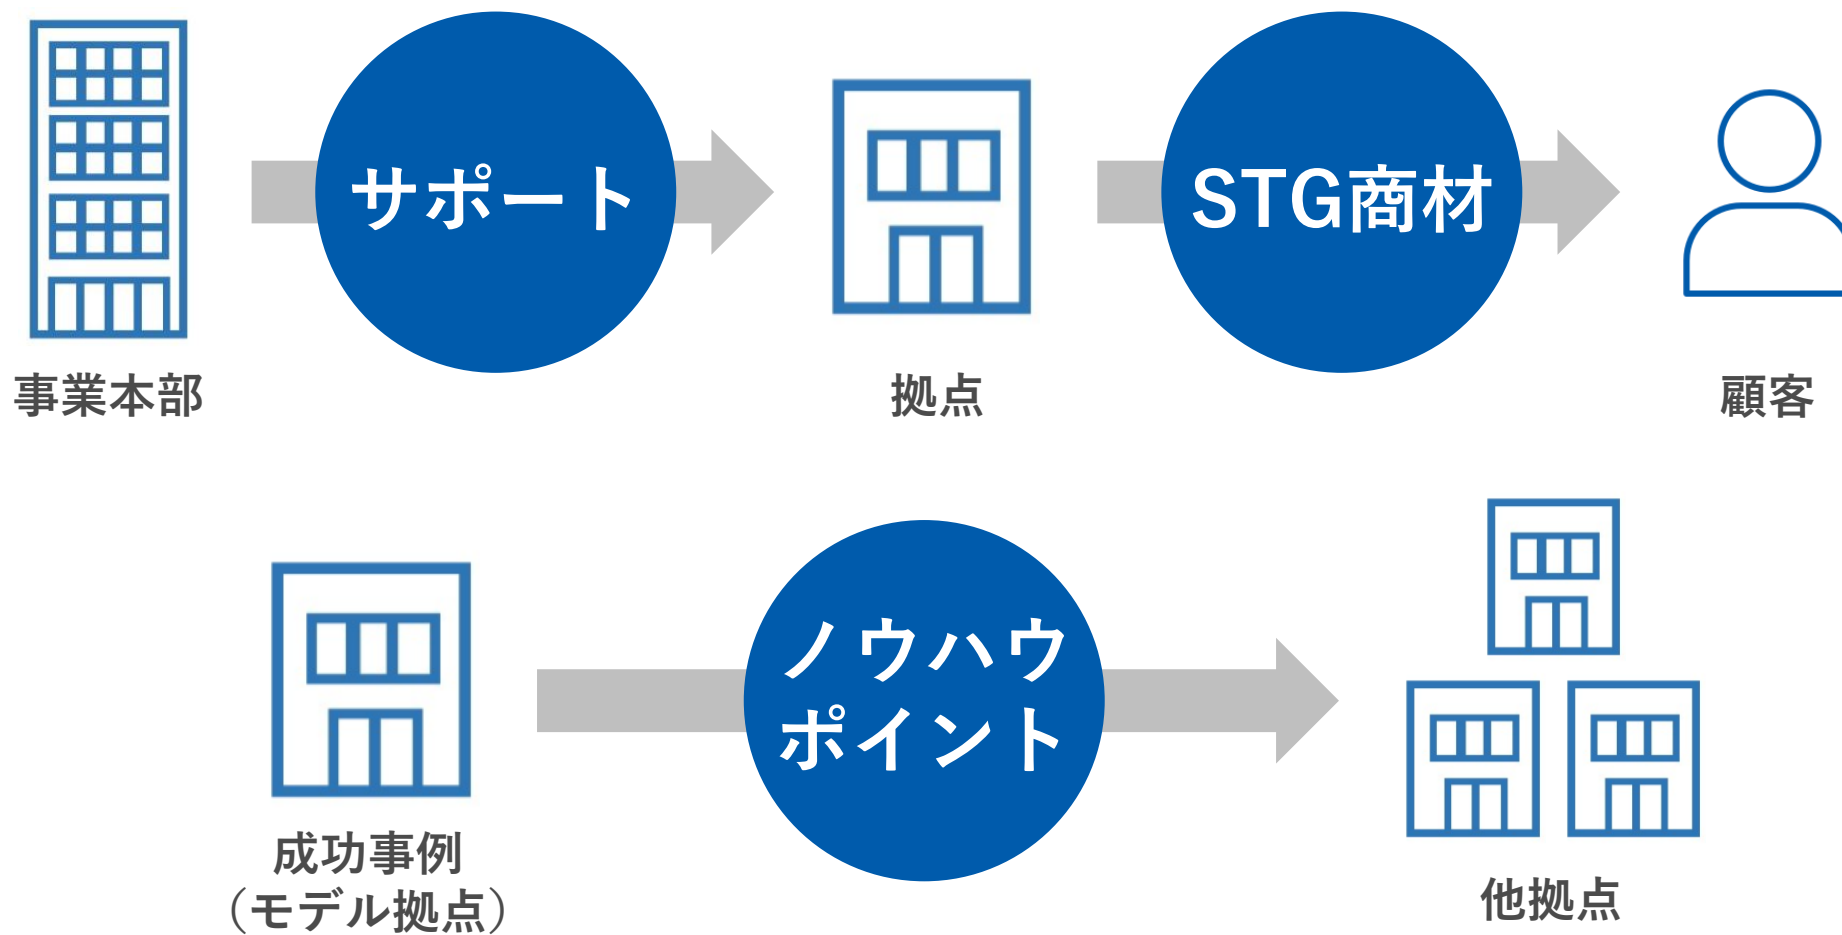 サポート
STG商材
事業本部
拠点
顧客
ノウハウ
ポイント
成功事例
（モデル拠点）
他拠点